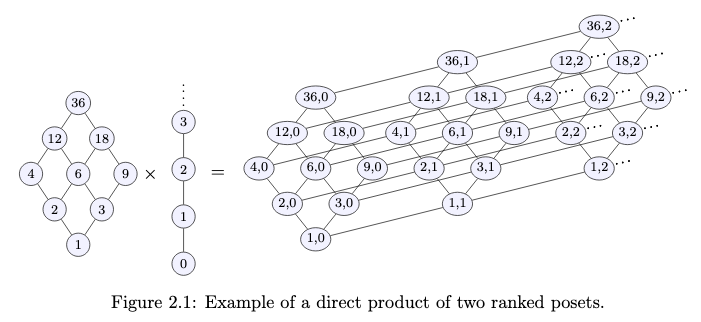 36,2 ...
36,1 12,2 ... 18,2 ...
36 36,0 12,1 18,1 4,2 ... 6,2 ... 9,2 ...
⋮
3
12 18 12,0 18,0 4,1 6,1 9,1 2,2 ... 3,2 ...
4 6 9 × 2 = 4,0 6,0 9,0 2,1 3,1 1,2 ...
2 3 1 2,0 3,0 1,1
1 0 1,0
Figure 2.1: Example of a direct product of two ranked posets.